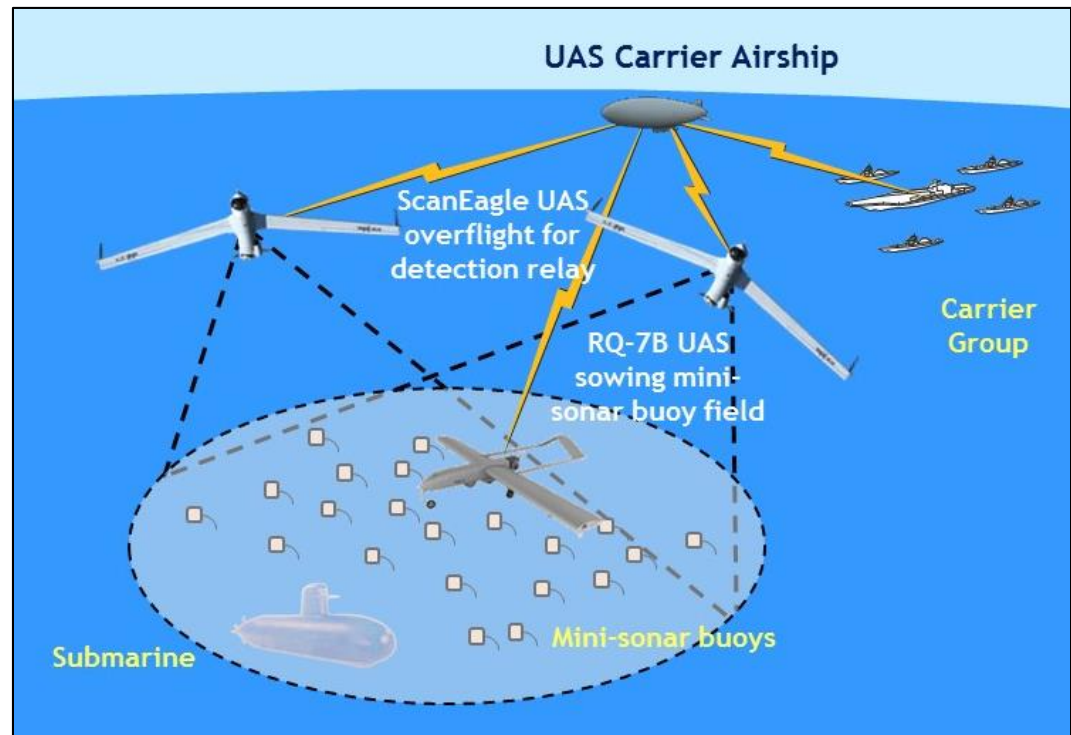 UAS Carrier Airship
ScanEagle UAS
overflight for
detection relay
RQ-7B UAS
sowing mini-
sonar buoy field
Carrier
Group
Mini-sonar buoys
Submarine